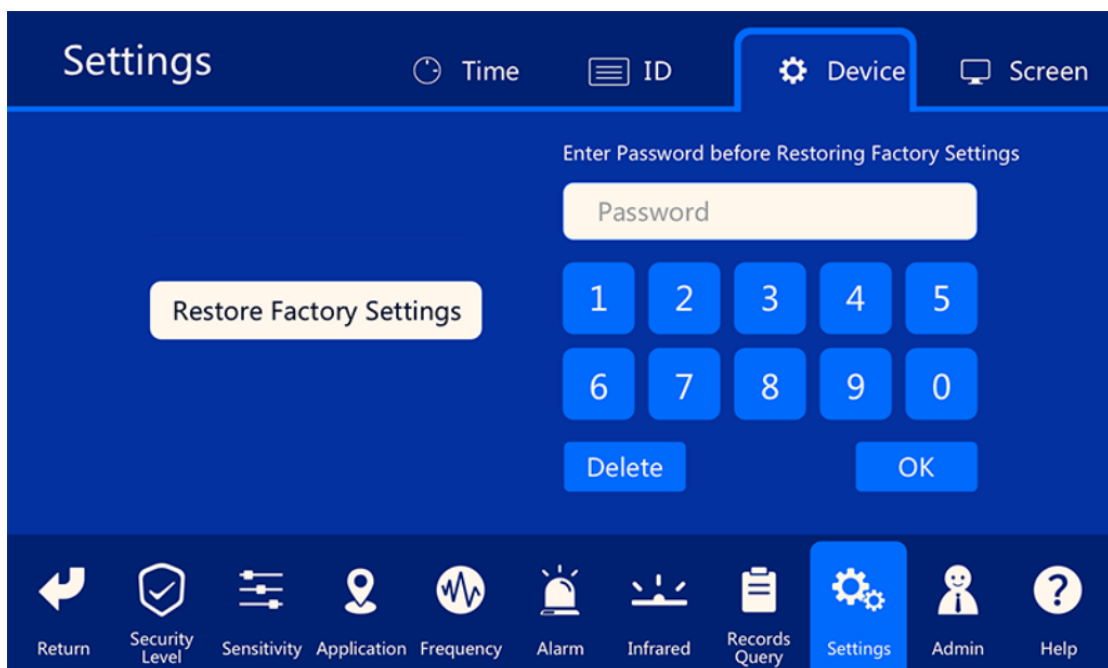 Settings
Time
ID
Device
Screen
Enter Password before Restoring Factory Settings
Password
Restore Factory Settings
1 2 3 4 5
6 7 8 9 0
Delete
OK
Return
Security
Level
Sensitivity
Application
Frequency
Alarm
Infrared
Records
Query
Settings
Admin
?
Help